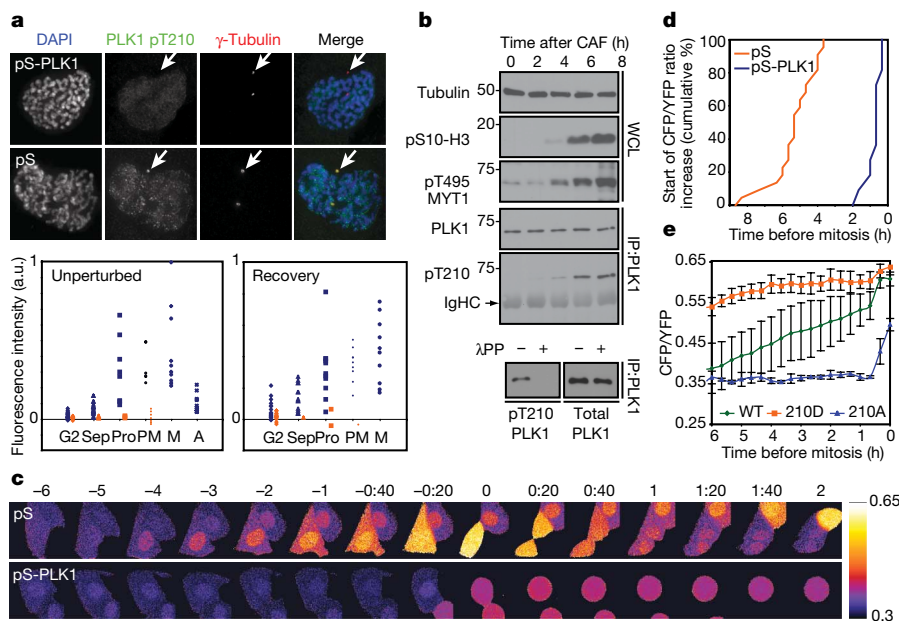 a
DAPI PLK1 pT210 γ-Tubulin Merge
pS-PLK1
pS
Unperturbed
Recovery
Fluorescence intensity (a.u.)
1
0
G2 Sep Pro PM M A
1
0
G2 Sep Pro PM M
b
Time after CAF (h)
0 2 4 6 7 8
Tubulin 50
pS10-H3 20
pT495 MYT1 75
WCL
PLK1 75
pT210 75
IgHC
IP:PLK1
λPP – + – +
IP:PLK1
pT210 PLK1
Total PLK1
d
pS
pS-PLK1
Start of CFP/YFP ratio
increase (cumulative %)
100
80
60
40
20
0
8 6 4 2 0
Time before mitosis (h)
e
CFP/YFP
0.65
0.55
0.45
0.35
0.25
WT 210D 210A
6 5 4 3 2 1 0
Time before mitosis (h)
c
–6 –5 –4 –3 –2 –1 –0:40 –0:20 0 0:20 0:40 1 1:20 1:40 2
pS
pS-PLK1
0.65
0.3